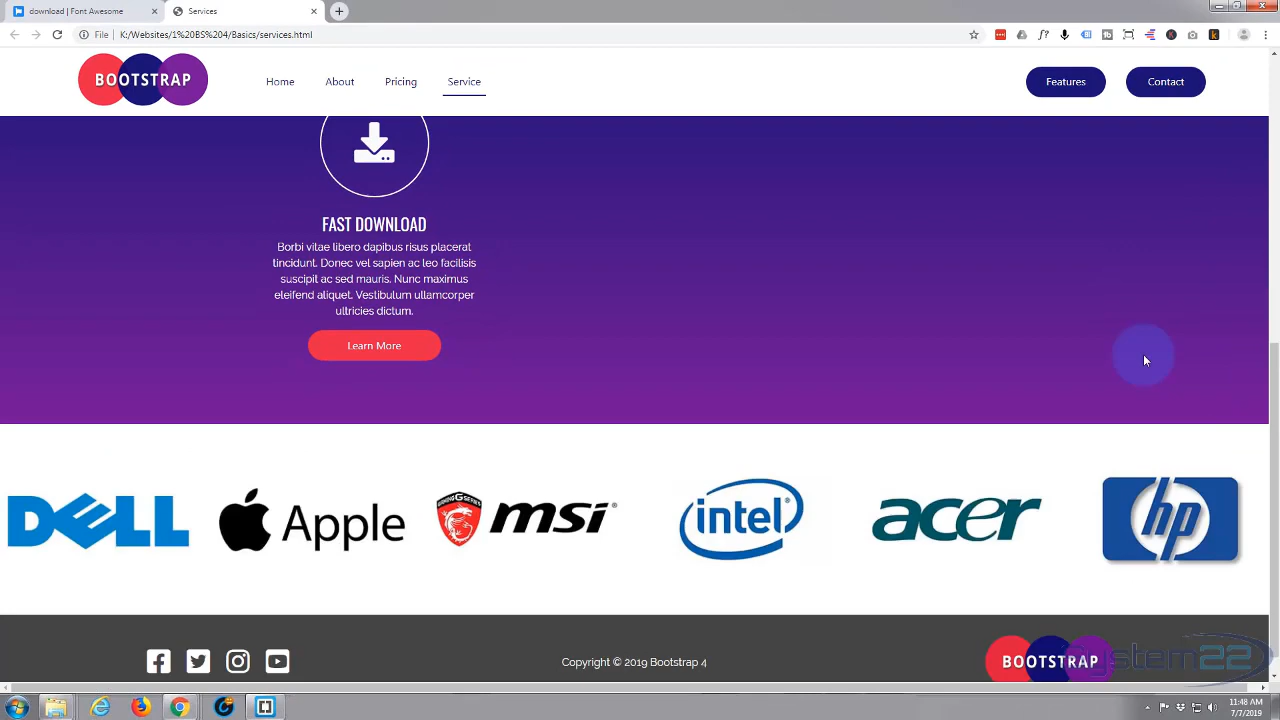 download | Font Awesome
Services
File
K:/Websites/1%20BS%204/Basics/services.html
BOOTSTRAP
Home
About
Pricing
Service
Features
Contact
FAST DOWNLOAD
Borbi vitae libero dapibus risus placerat
tincidunt. Donec vel sapien ac leo facilisis
suscipit ac sed mauris. Nunc maximus
eleifend aliquet. Vestibulum ullamcorper
ultricies dictum.
Learn More
DELL
Apple
GAMING G SERIES
msi
intel
acer
hp
Copyright © 2019 Bootstrap 4
BOOTSTRAP
System22
11:48 AM
7/7/2019